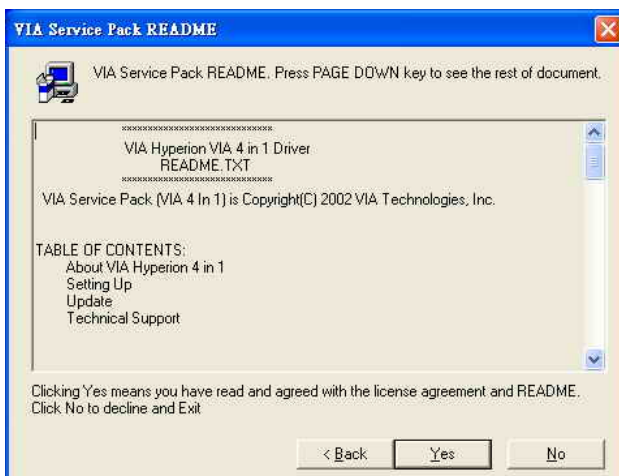 VIA Service Pack README
VIA Service Pack README. Press PAGE DOWN key to see the rest of document.
****************************
VIA Hyperion VIA 4 in 1 Driver
README.TXT
****************************
VIA Service Pack (VIA 4 In 1) is Copyright(C) 2002 VIA Technologies, Inc.
TABLE OF CONTENTS:
About VIA Hyperion 4 in 1
Setting Up
Update
Technical Support
Clicking Yes means you have read and agreed with the license agreement and README.
Click No to decline and Exit
< Back
Yes
No